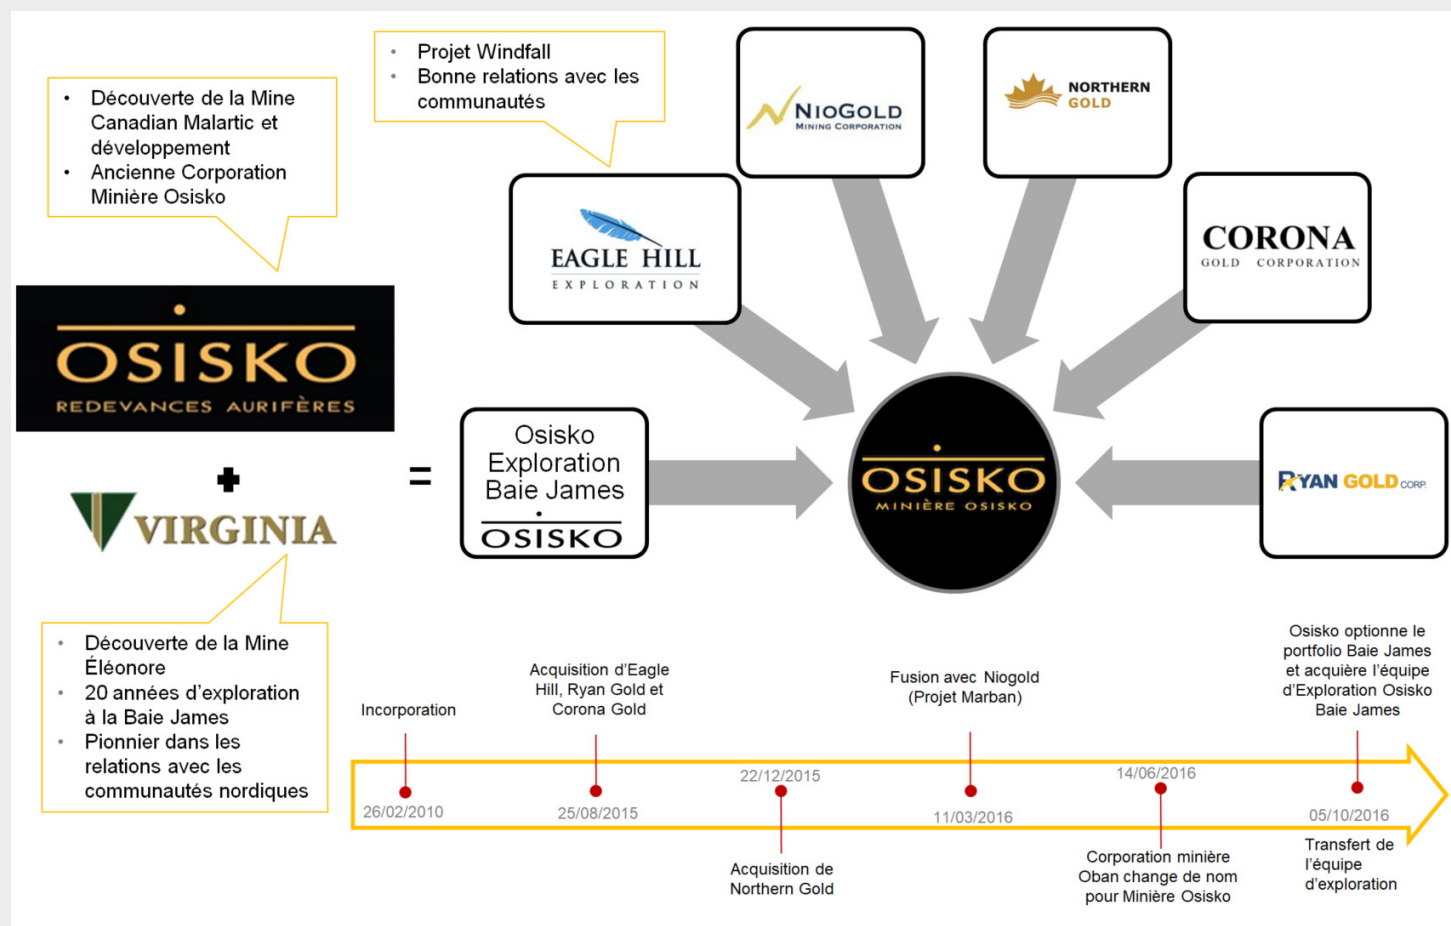 • Découverte de la Mine
Canadian Malartic et
développement
• Ancienne Corporation
Minière Osisko
• Projet Windfall
• Bonne relations avec les
communautés
NIOGOLD
MINING CORPORATION
NORTHERN
GOLD
EAGLE HILL
EXPLORATION
CORONA
GOLD CORPORATION
OSISKO
REDEVANCES AURIFÈRES
+
VIRGINIA
=
Osisko
Exploration
Baie James
OSISKO
OSISKO
MINIÈRE OSISKO
RYAN GOLD CORP.
• Découverte de la Mine
Éléonore
• 20 années d’exploration
à la Baie James
• Pionnier dans les
relations avec les
communautés nordiques
Incorporation
26/02/2010
Acquisition d’Eagle
Hill, Ryan Gold et
Corona Gold
25/08/2015
22/12/2015
Acquisition de
Northern Gold
Fusion avec Niogold
(Projet Marban)
11/03/2016
14/06/2016
Corporation minière
Oban change de nom
pour Minière Osisko
Osisko optionne le
portfolio Baie James
et acquière l’équipe
d’Exploration Osisko
Baie James
05/10/2016
Transfert de
l’équipe
d’exploration